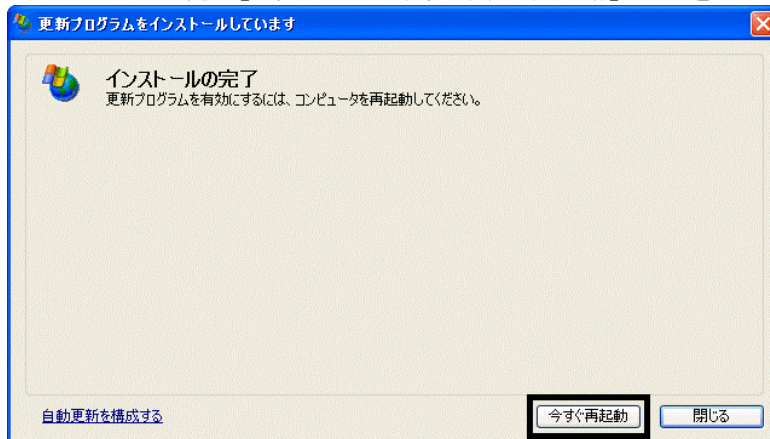 更新プログラムをインストールしています
インストールの完了
更新プログラムを有効にするには、コンピュータを再起動してください。
自動更新を構成する
今すぐ再起動
閉じる